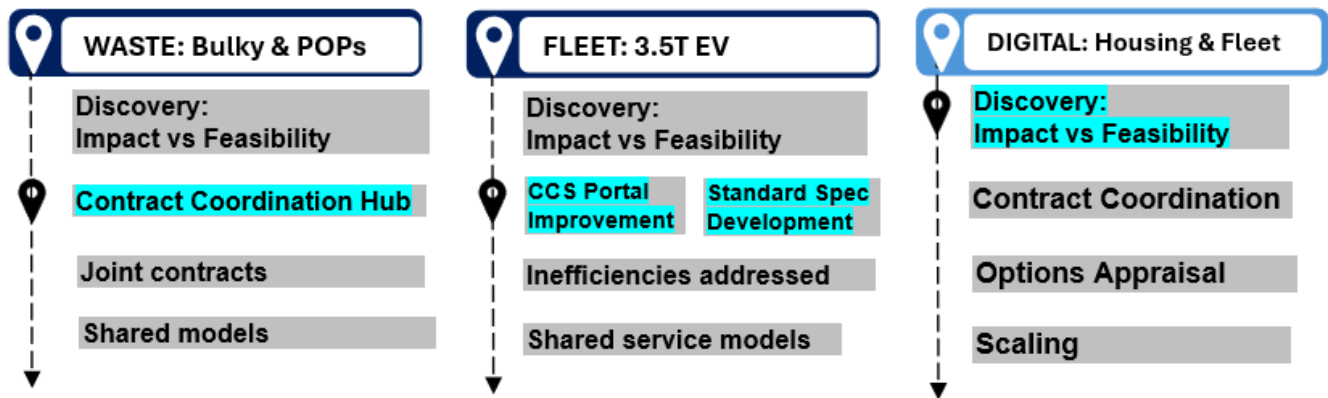 WASTE: Bulky & POPs
Discovery:
Impact vs Feasibility
Contract Coordination Hub
Joint contracts
Shared models
FLEET: 3.5T EV
Discovery:
Impact vs Feasibility
CCS Portal
Improvement
Standard Spec
Development
Inefficiencies addressed
Shared service models
DIGITAL: Housing & Fleet
Discovery:
Impact vs Feasibility
Contract Coordination
Options Appraisal
Scaling